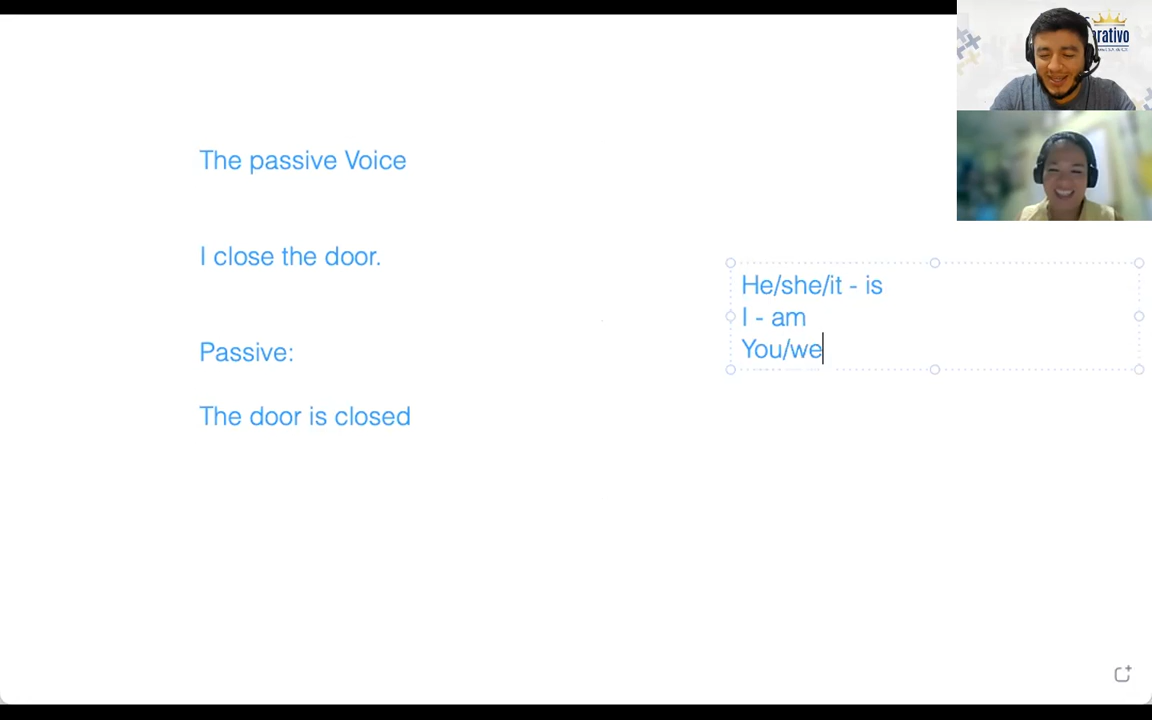 The passive Voice
I close the door.
Passive:
The door is closed
He/she/it - is
I - am
You/we